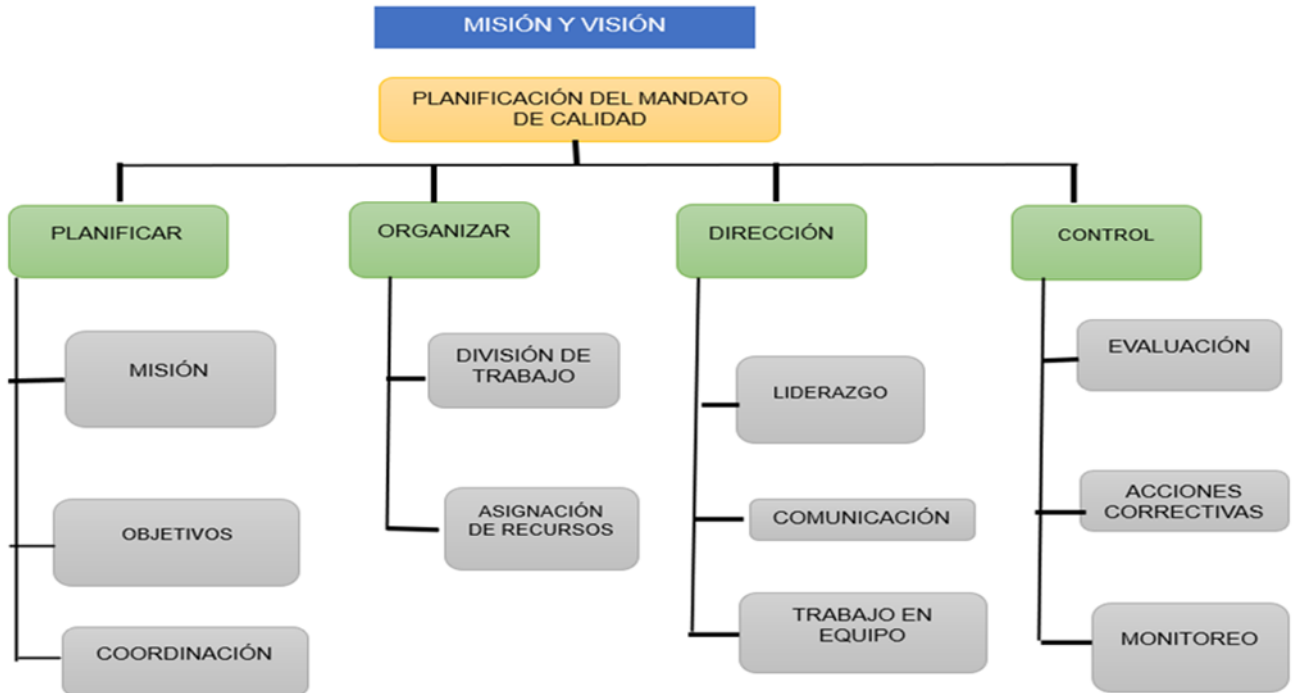 MISIÓN Y VISIÓN
PLANIFICACIÓN DEL MANDATO
DE CALIDAD
PLANIFICAR
ORGANIZAR
DIRECCIÓN
CONTROL
MISIÓN
OBJETIVOS
COORDINACIÓN
DIVISIÓN DE
TRABAJO
ASIGNACIÓN
DE RECURSOS
LIDERAZGO
COMUNICACIÓN
TRABAJO EN
EQUIPO
EVALUACIÓN
ACCIONES
CORRECTIVAS
MONITOREO